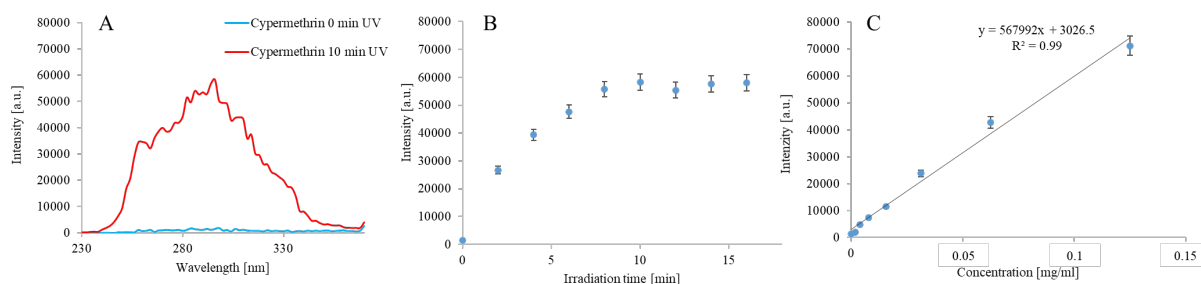 A
Cypermethrin 0 min UV
Cypermethrin 10 min UV
80000
70000
60000
50000
40000
30000
20000
10000
0
230
280
330
Intensity [a.u.]
Wavelength [nm]
B
80000
70000
60000
50000
40000
30000
20000
10000
0
0
5
10
15
Intensity [a.u.]
Irradiation time [min]
C
y = 567992x + 3026.5
R² = 0.99
80000
70000
60000
50000
40000
30000
20000
10000
0
0
0.05
0.1
0.15
Intenzity [a.u.]
Concentration [mg/ml]